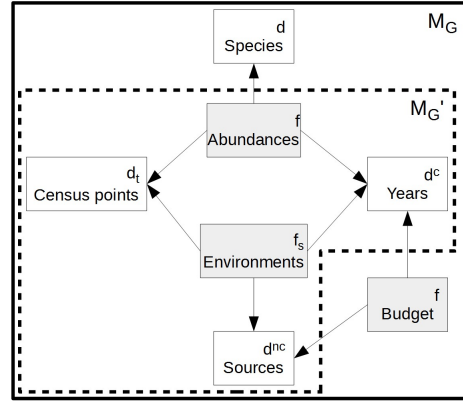 M_G
d
Species
M_G'
f
Abundances
d_t
Census points
d^c
Years
f_s
Environments
f
Budget
d^nc
Sources